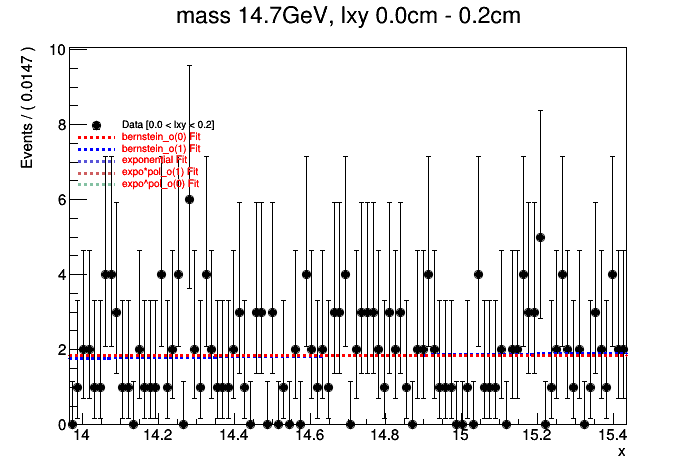 mass 14.7GeV, lxy 0.0cm - 0.2cm
Events / ( 0.0147 )
10
8
6
4
2
0
Data [0.0 < lxy < 0.2]
bernstein_o(0) Fit
bernstein_o(1) Fit
exponential Fit
expo*pol_o(1) Fit
expo^pol_o(0) Fit
14 14.2 14.4 14.6 14.8 15 15.2 15.4
x